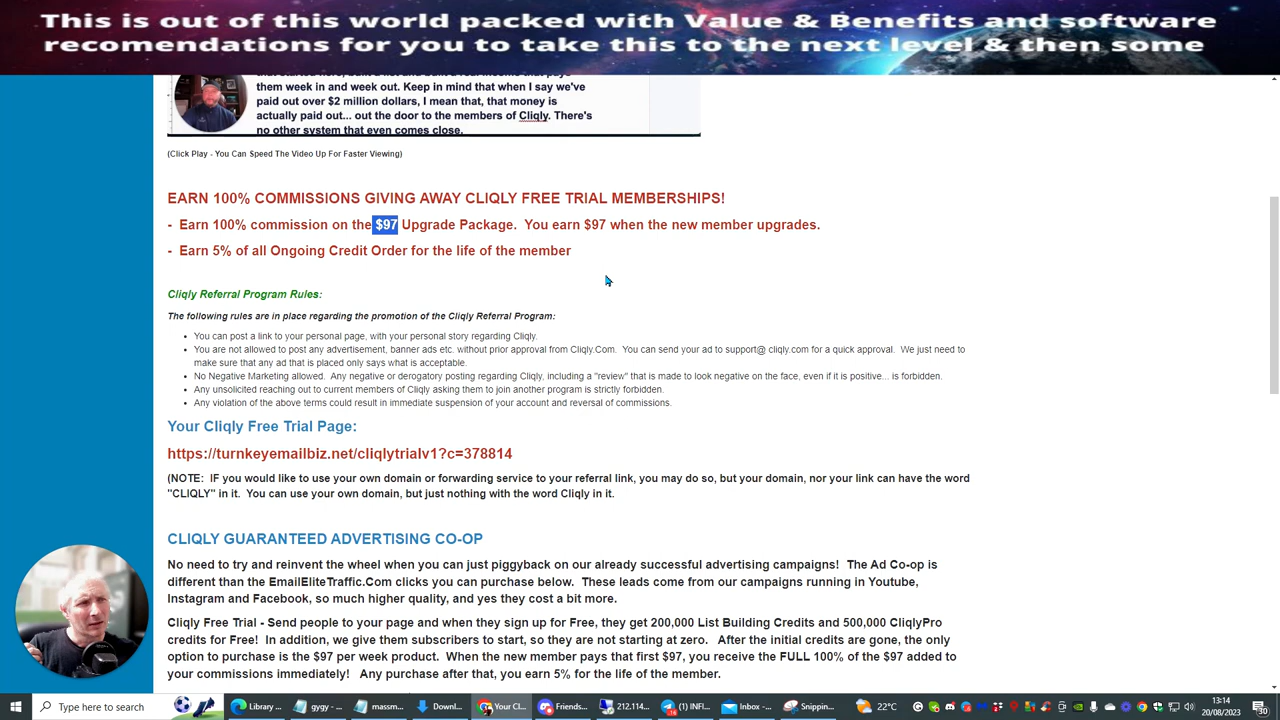 This is out of this world packed with Value & Benefits and software
recomendations for you to take this to the next level & then some
them week in and week out. Keep in mind that when I say we've
paid out over $2 million dollars, I mean that, that money is
actually paid out... out the door to the members of Cliqly. There's
no other system that even comes close.
(Click Play - You Can Speed The Video Up For Faster Viewing)
EARN 100% COMMISSIONS GIVING AWAY CLIQLY FREE TRIAL MEMBERSHIPS!
- Earn 100% commission on the $97 Upgrade Package. You earn $97 when the new member upgrades.
- Earn 5% of all Ongoing Credit Order for the life of the member
Cliqly Referral Program Rules:
The following rules are in place regarding the promotion of the Cliqly Referral Program:
• You can post a link to your personal page, with your personal story regarding Cliqly.
• You are not allowed to post any advertisement, banner ads etc. without prior approval from Cliqly.Com. You can send your ad to support@ cliqly.com for a quick approval. We just need to
make sure that any ad that is placed only says what is acceptable.
• No Negative Marketing allowed. Any negative or derogatory posting regarding Cliqly, including a "review" that is made to look negative on the face, even if it is positive... is forbidden.
• Any unsolicited reaching out to current members of Cliqly asking them to join another program is strictly forbidden.
• Any violation of the above terms could result in immediate suspension of your account and reversal of commissions.
Your Cliqly Free Trial Page:
https://turnkeyemailbiz.net/cliqlytrialv1?c=378814
(NOTE: IF you would like to use your own domain or forwarding service to your referral link, you may do so, but your domain, nor your link can have the word
"CLIQLY" in it. You can use your own domain, but just nothing with the word Cliqly in it.
CLIQLY GUARANTEED ADVERTISING CO-OP
No need to try and reinvent the wheel when you can just piggyback on our already successful advertising campaigns! The Ad Co-op is
different than the EmailEliteTraffic.Com clicks you can purchase below. These leads come from our campaigns running in Youtube,
Instagram and Facebook, so much higher quality, and yes they cost a bit more.
Cliqly Free Trial - Send people to your page and when they sign up for Free, they get 200,000 List Building Credits and 500,000 CliqlyPro
credits for Free! In addition, we give them subscribers to start, so they are not starting at zero. After the initial credits are gone, the only
option to purchase is the $97 per week product. When the new member pays that first $97, you receive the FULL 100% of the $97 added to
your commissions immediately! Any purchase after that, you earn 5% for the life of the member.
Type here to search
Library ...
gygy - ...
massm...
Downl...
Your Cl...
Friends...
212.114...
(1) INFI...
Inbox -...
Snippin...
22°C
13:14
20/08/2023